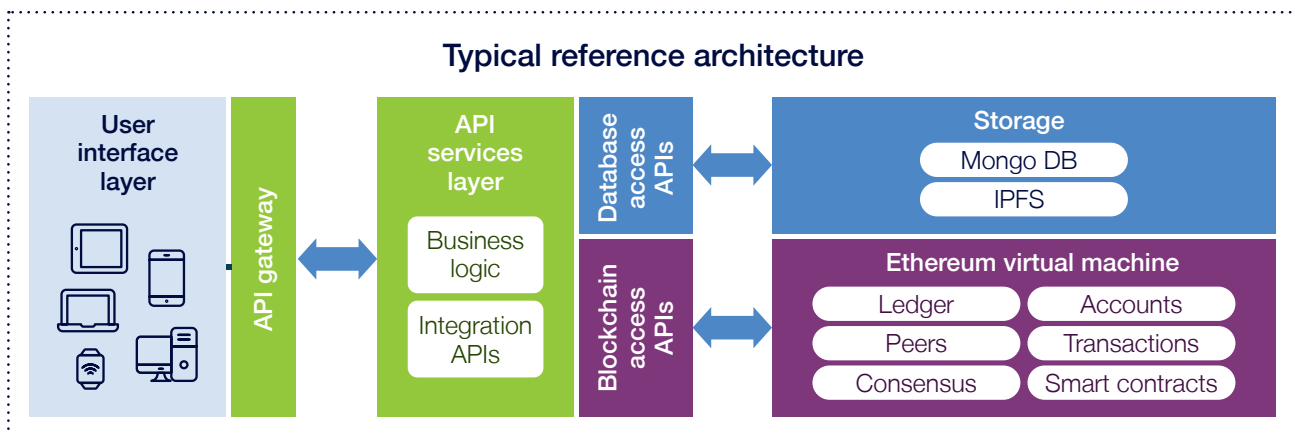 Typical reference architecture
User
interface
layer
API gateway
API
services
layer
Business
logic
Integration
APIs
Database
access
APIs
Blockchain
access
APIs
Storage
Mongo DB
IPFS
Ethereum virtual machine
Ledger
Accounts
Peers
Transactions
Consensus
Smart contracts